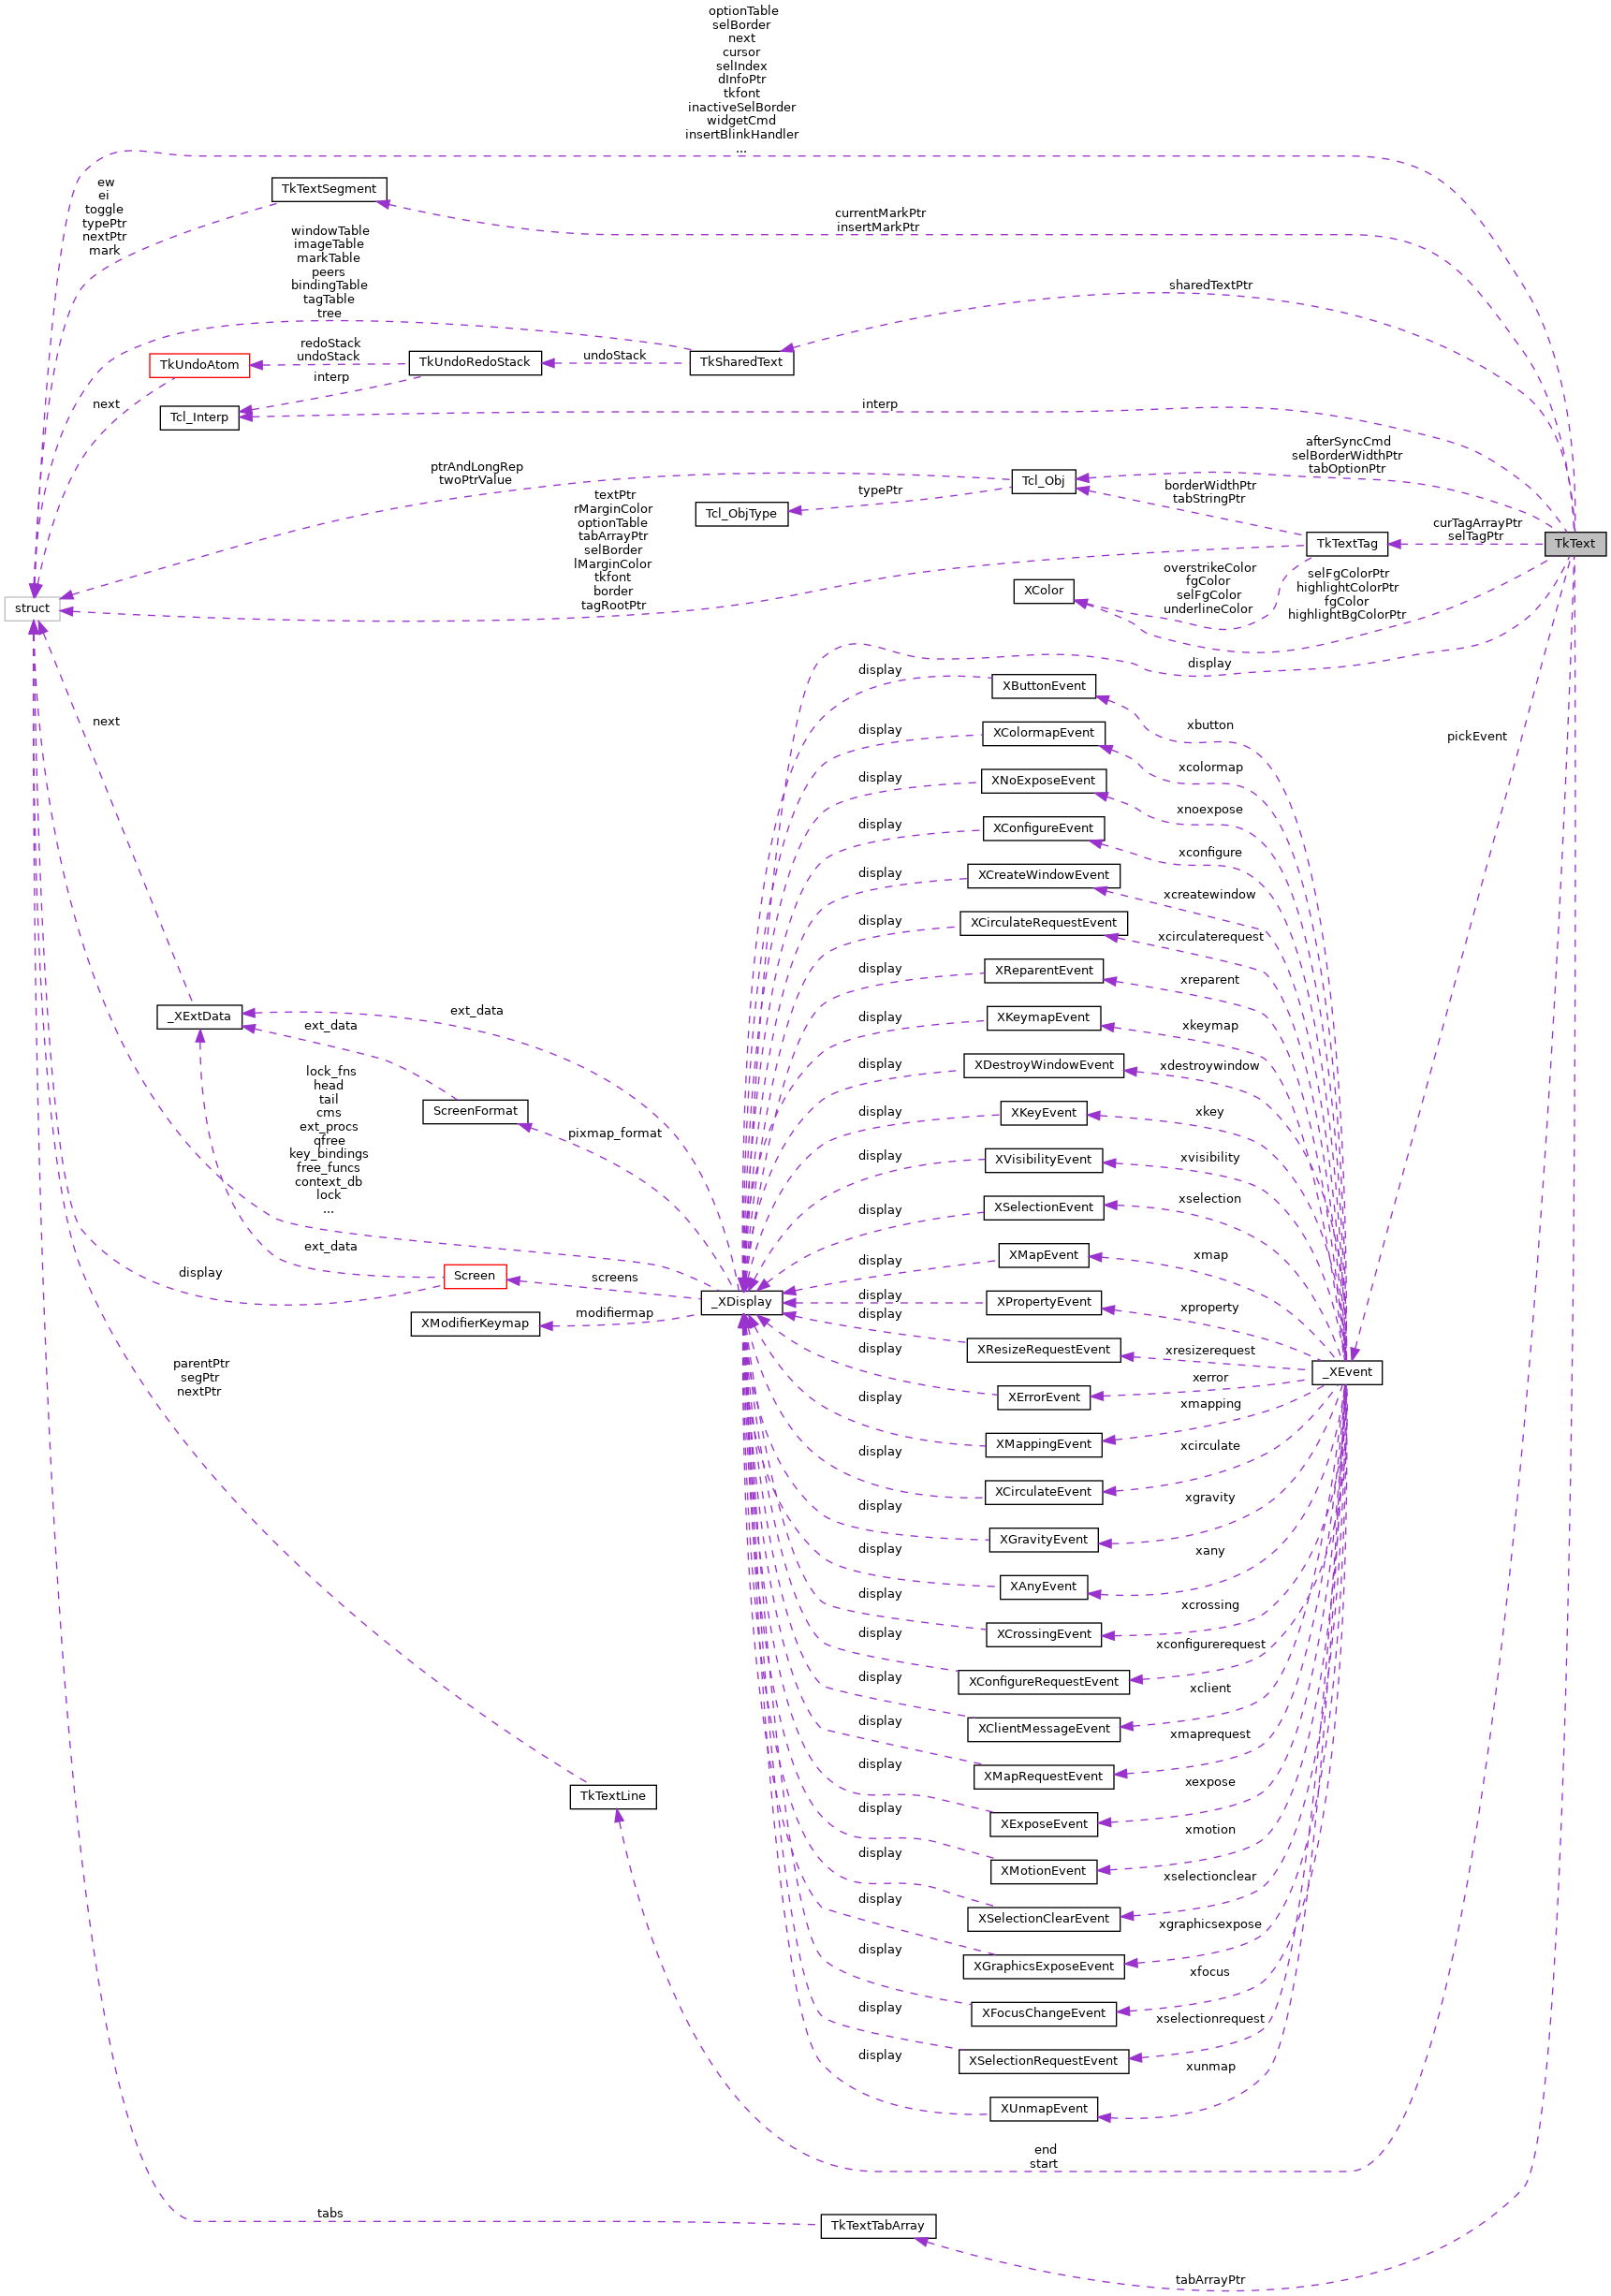 optionTable
selBorder
next
cursor
selIndex
dInfoPtr
tkfont
inactiveSelBorder
widgetCmd
insertBlinkHandler
...
ew
ei
toggle
typePtr
nextPtr
mark
TkTextSegment
currentMarkPtr
insertMarkPtr
windowTable
imageTable
markTable
peers
bindingTable
tagTable
tree
sharedTextPtr
redoStack
undoStack
TkUndoAtom
TkUndoRedoStack
undoStack
TkSharedText
interp
next
Tcl_Interp
interp
afterSyncCmd
selBorderWidthPtr
tabOptionPtr
ptrAndLongRep
twoPtrValue
Tcl_Obj
typePtr
Tcl_ObjType
borderWidthPtr
tabStringPtr
textPtr
rMarginColor
optionTable
tabArrayPtr
selBorder
lMarginColor
tkfont
border
tagRootPtr
TkTextTag
curTagArrayPtr
selTagPtr
TkText
XColor
overstrikeColor
fgColor
selFgColor
underlineColor
selFgColorPtr
highlightColorPtr
fgColor
highlightBgColorPtr
struct
display
display
XButtonEvent
xbutton
next
pickEvent
display
XColormapEvent
xcolormap
display
XNoExposeEvent
xnoexpose
display
XConfigureEvent
xconfigure
display
XCreateWindowEvent
xcreatewindow
display
XCirculateRequestEvent
xcirculaterequest
display
XReparentEvent
xreparent
_XExtData
ext_data
ext_data
display
XKeymapEvent
xkeymap
display
XDestroyWindowEvent
xdestroywindow
lock_fns
head
tail
cms
ext_procs
qfree
key_bindings
free_funcs
context_db
lock
...
ScreenFormat
pixmap_format
display
XKeyEvent
xkey
display
XVisibilityEvent
xvisibility
display
XSelectionEvent
xselection
ext_data
display
XMapEvent
xmap
display
Screen
screens
_XDisplay
display
XPropertyEvent
xproperty
XModifierKeymap
modifiermap
display
XResizeRequestEvent
xresizerequest
parentPtr
segPtr
nextPtr
display
XErrorEvent
xerror
_XEvent
display
XMappingEvent
xmapping
display
XCirculateEvent
xcirculate
display
XGravityEvent
xgravity
display
XAnyEvent
xany
display
XCrossingEvent
xcrossing
display
XConfigureRequestEvent
xconfigurerequest
display
XClientMessageEvent
xclient
display
XMapRequestEvent
xmaprequest
TkTextLine
display
XExposeEvent
xexpose
display
XMotionEvent
xmotion
display
XSelectionClearEvent
xselectionclear
display
XGraphicsExposeEvent
xgraphicsexpose
display
XFocusChangeEvent
xfocus
display
XSelectionRequestEvent
xselectionrequest
display
XUnmapEvent
xunmap
end
start
tabs
TkTextTabArray
tabArrayPtr